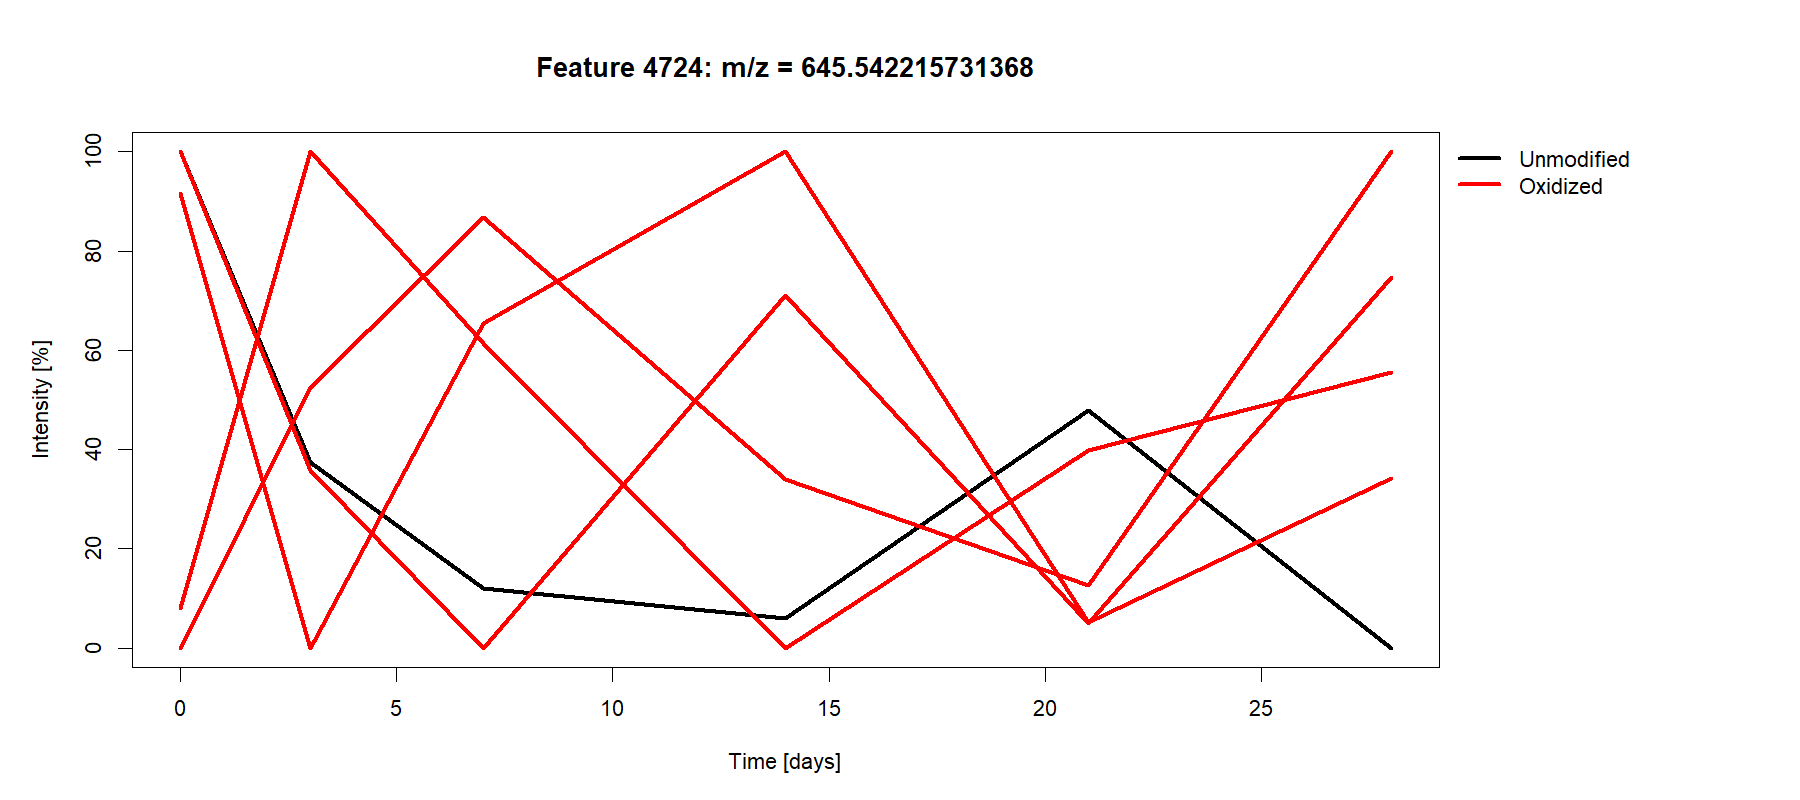 Feature 4724: m/z = 645.542215731368
Unmodified
Oxidized
Intensity [%]
100
80
60
40
20
0
0 5 10 15 20 25
Time [days]